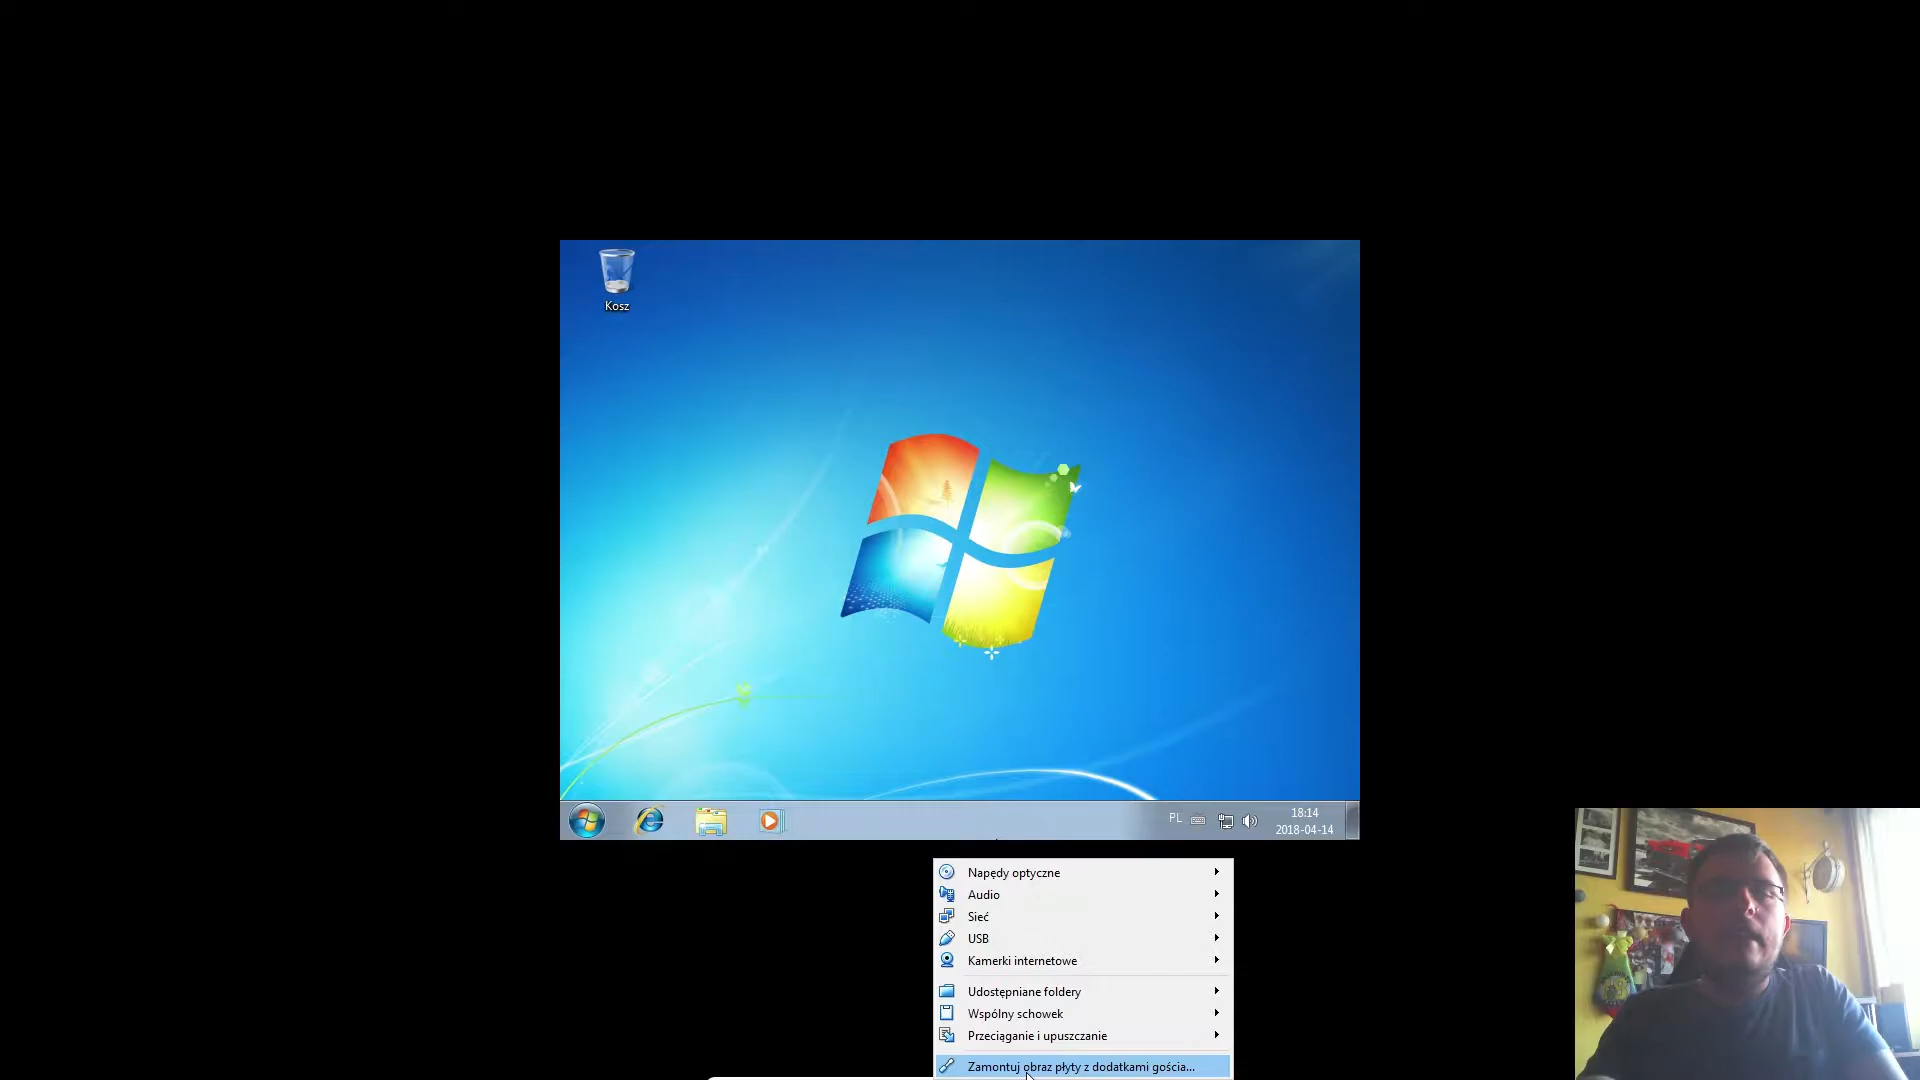 Kosz
PL
18:14
2018-04-14
Napędy optyczne
Audio
Sieć
USB
Kamerki internetowe
Udostępniane foldery
Wspólny schowek
Przeciąganie i upuszczanie
Zamontuj obraz płyty z dodatkami gościa...